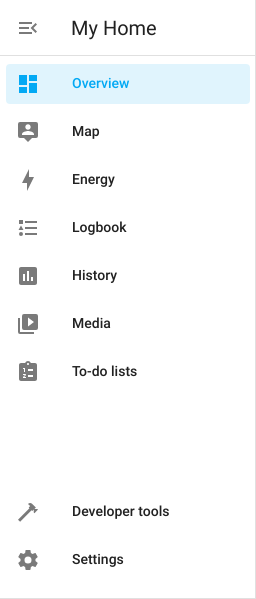 My Home
Overview
Map
Energy
Logbook
History
Media
To-do lists
Developer tools
Settings